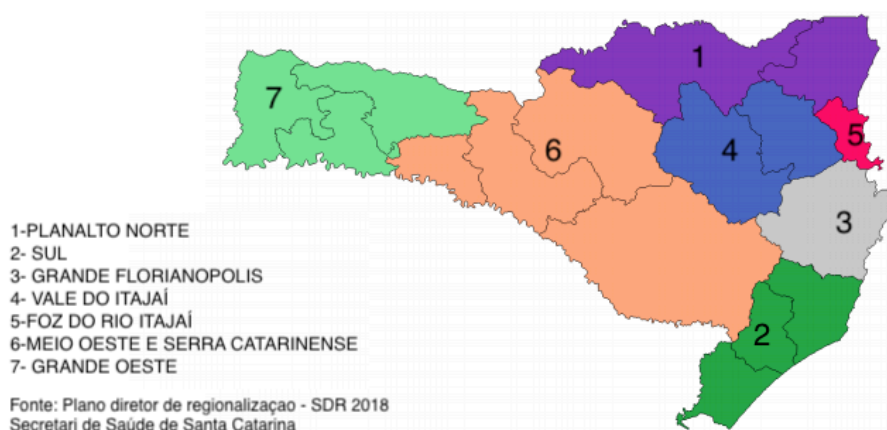 1
7
5
6
4
3
2
1-PLANALTO NORTE
2- SUL
3- GRANDE FLORIANOPOLIS
4- VALE DO ITAJAÍ
5-FOZ DO RIO ITAJAÍ
6-MEIO OESTE E SERRA CATARINENSE
7- GRANDE OESTE
Fonte: Plano diretor de regionalizaçao - SDR 2018
Secretari de Saúde de Santa Catarina